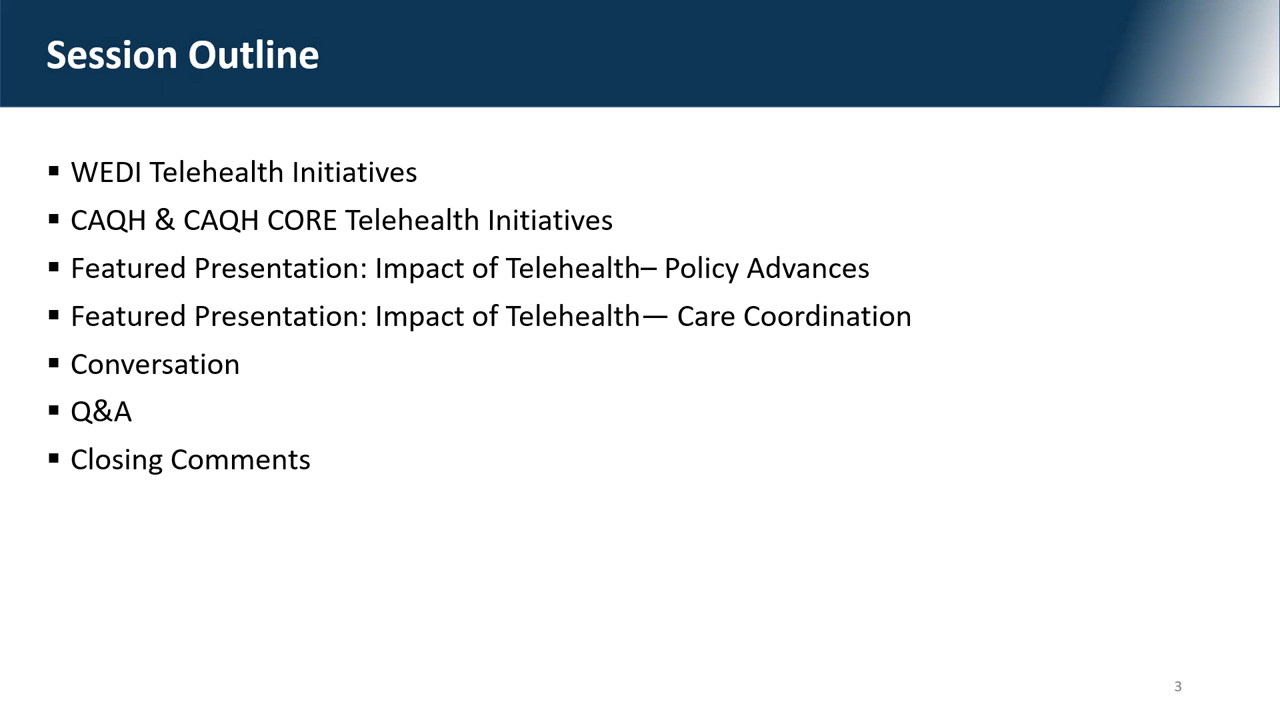 Session Outline
▪ WEDI Telehealth Initiatives
▪ CAQH & CAQH CORE Telehealth Initiatives
▪ Featured Presentation: Impact of Telehealth– Policy Advances
▪ Featured Presentation: Impact of Telehealth— Care Coordination
▪ Conversation
▪ Q&A
▪ Closing Comments
3